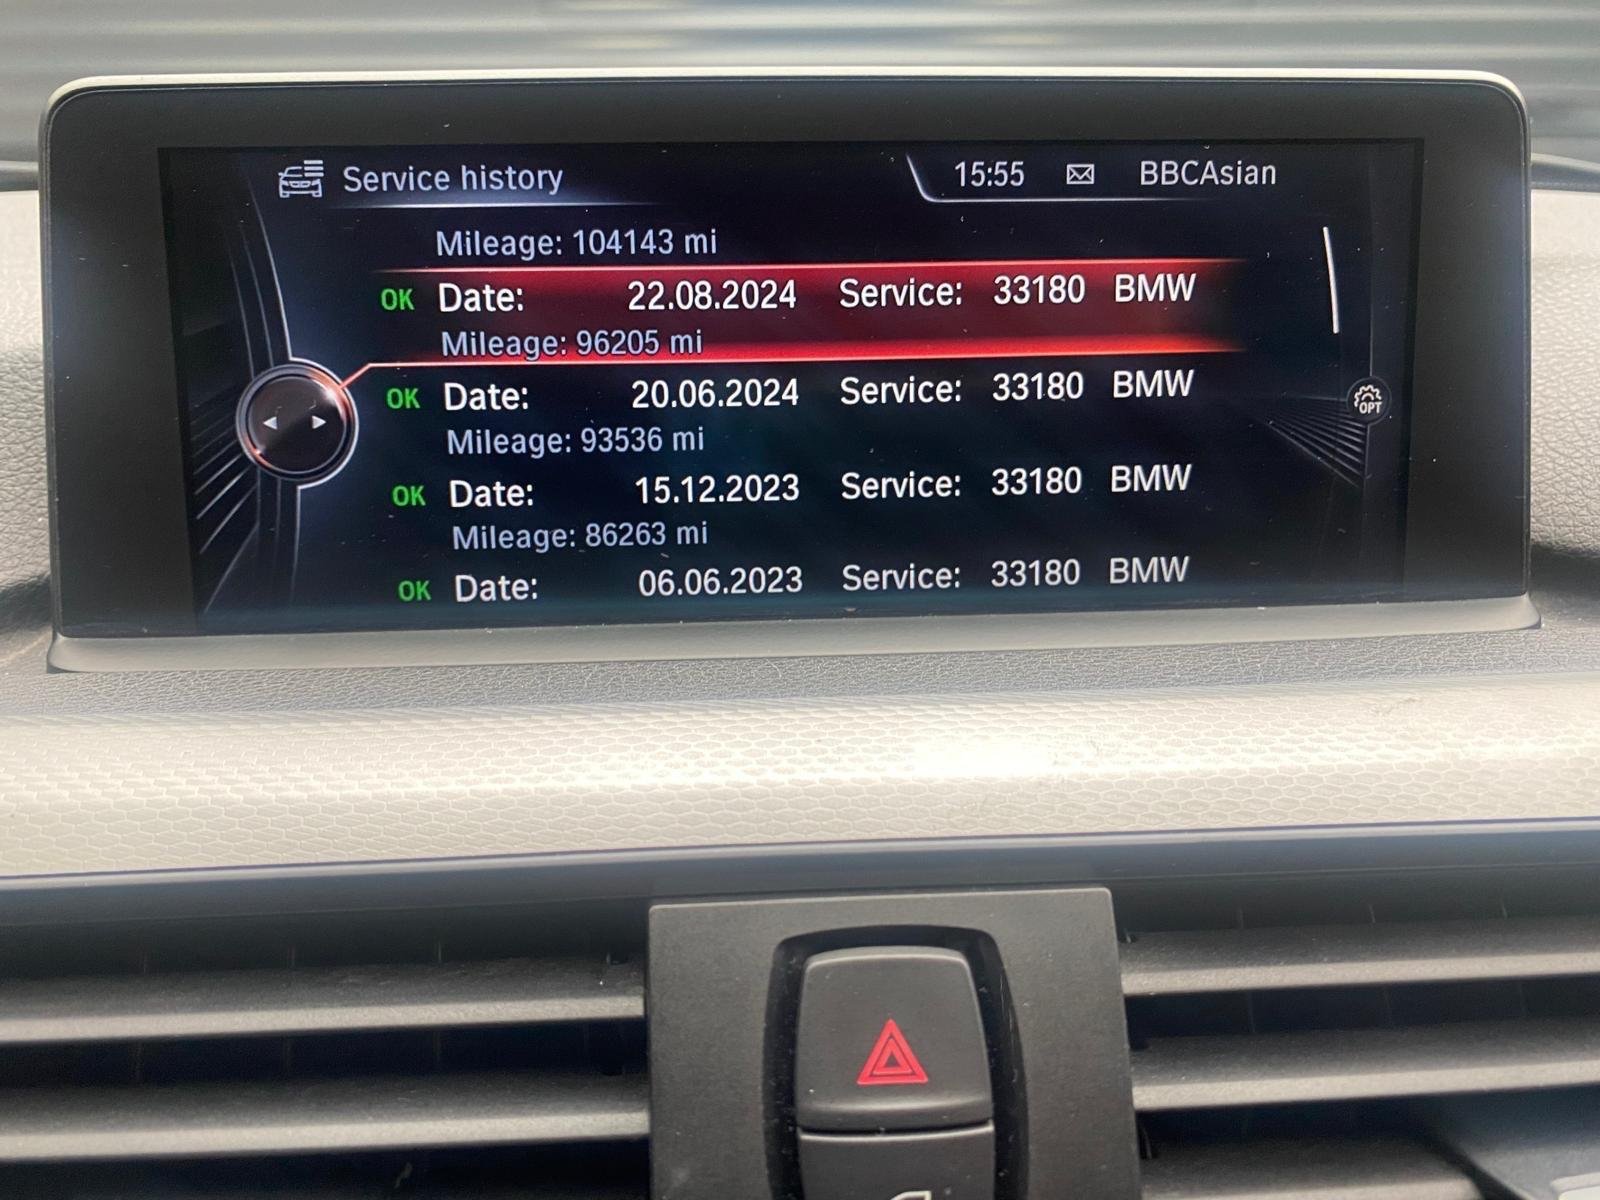 Service history 15:55 BBCAsian
Mileage: 104143 mi
OK Date: 22.08.2024 Service: 33180 BMW
Mileage: 96205 mi
OK Date: 20.06.2024 Service: 33180 BMW
Mileage: 93536 mi
OK Date: 15.12.2023 Service: 33180 BMW
Mileage: 86263 mi
OK Date: 06.06.2023 Service: 33180 BMW
OPT